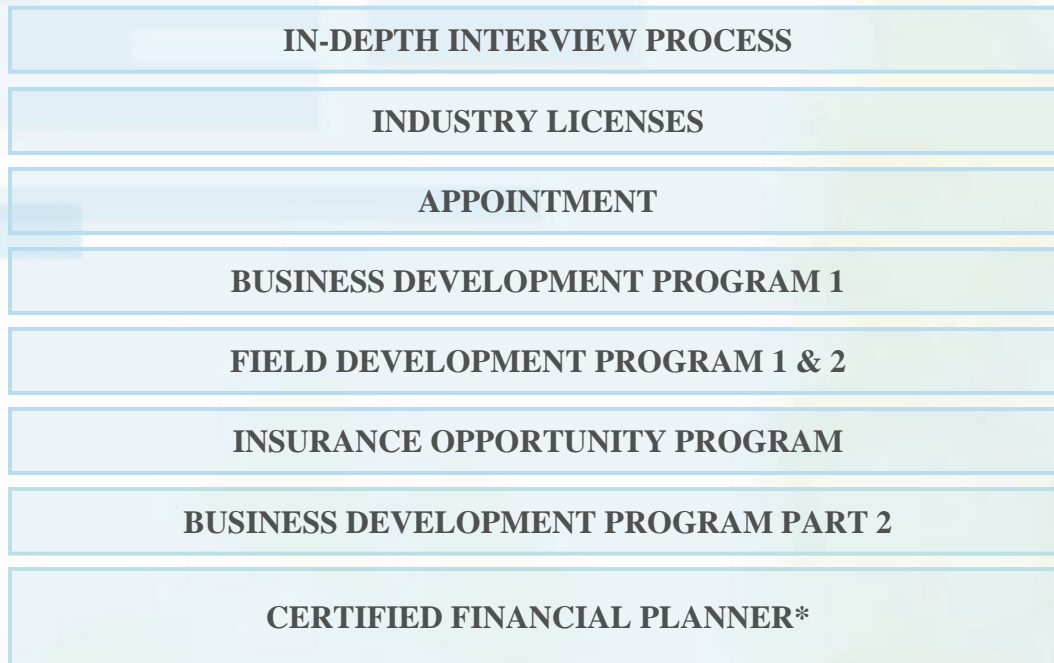 IN-DEPTH INTERVIEW PROCESS
INDUSTRY LICENSES
APPOINTMENT
BUSINESS DEVELOPMENT PROGRAM 1
FIELD DEVELOPMENT PROGRAM 1 & 2
INSURANCE OPPORTUNITY PROGRAM
BUSINESS DEVELOPMENT PROGRAM PART 2
CERTIFIED FINANCIAL PLANNER*